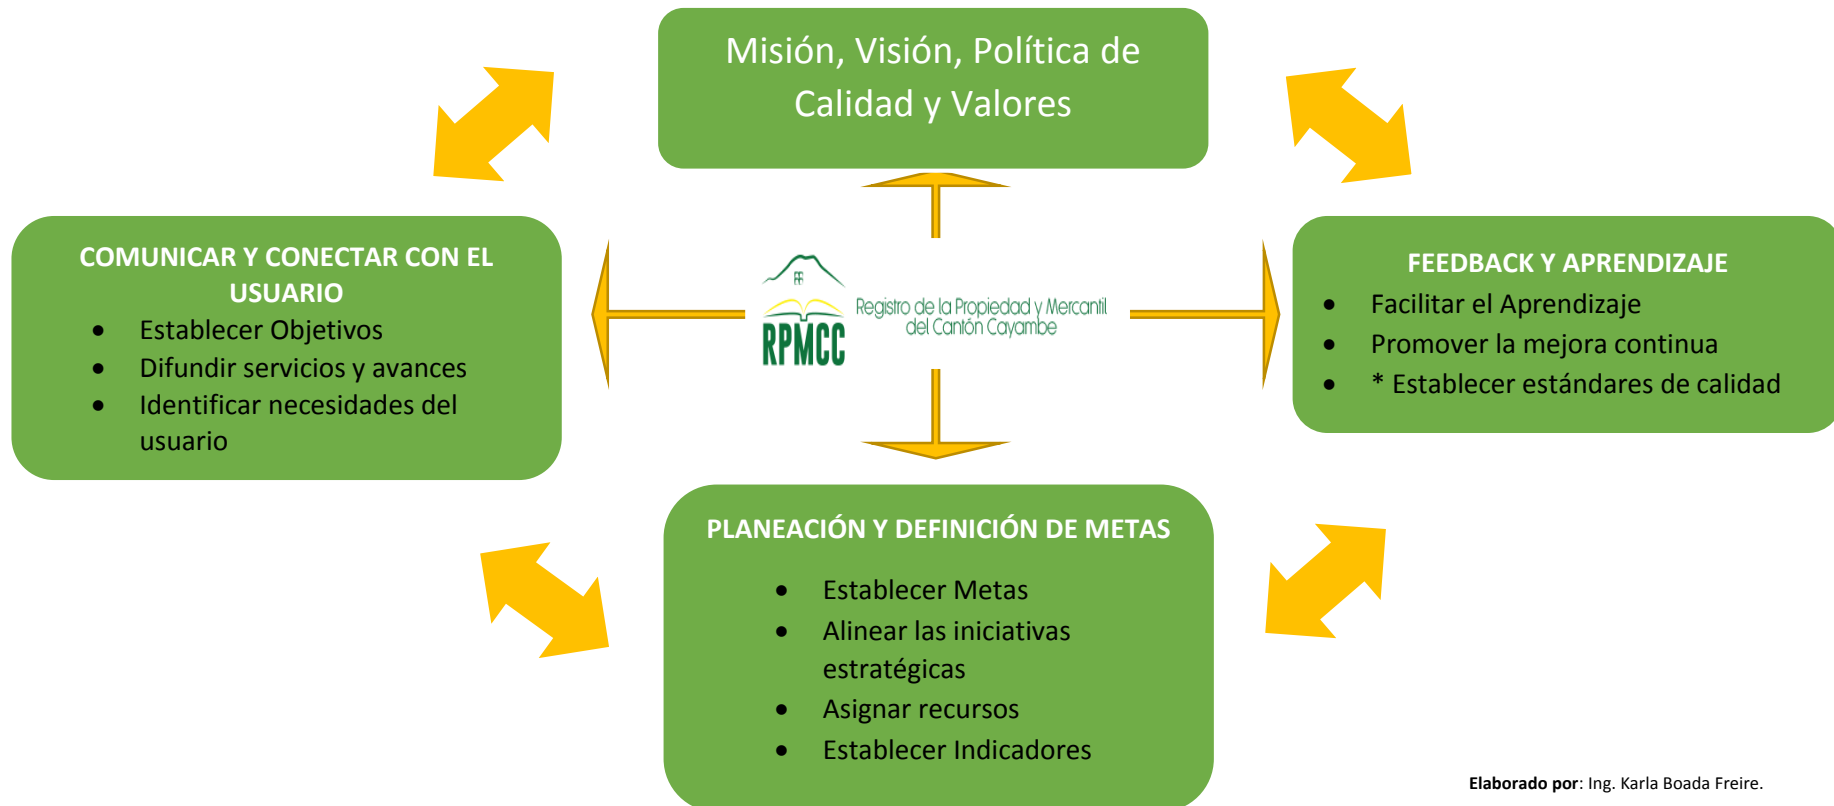 Misión, Visión, Política de
Calidad y Valores
COMUNICAR Y CONECTAR CON EL
USUARIO
• Establecer Objetivos
• Difundir servicios y avances
• Identificar necesidades del
usuario
RPMCC
Registro de la Propiedad y Mercantil
del Cantón Cayambe
FEEDBACK Y APRENDIZAJE
• Facilitar el Aprendizaje
• Promover la mejora continua
• * Establecer estándares de calidad
PLANEACIÓN Y DEFINICIÓN DE METAS
• Establecer Metas
• Alinear las iniciativas
estratégicas
• Asignar recursos
• Establecer Indicadores
Elaborado por: Ing. Karla Boada Freire.